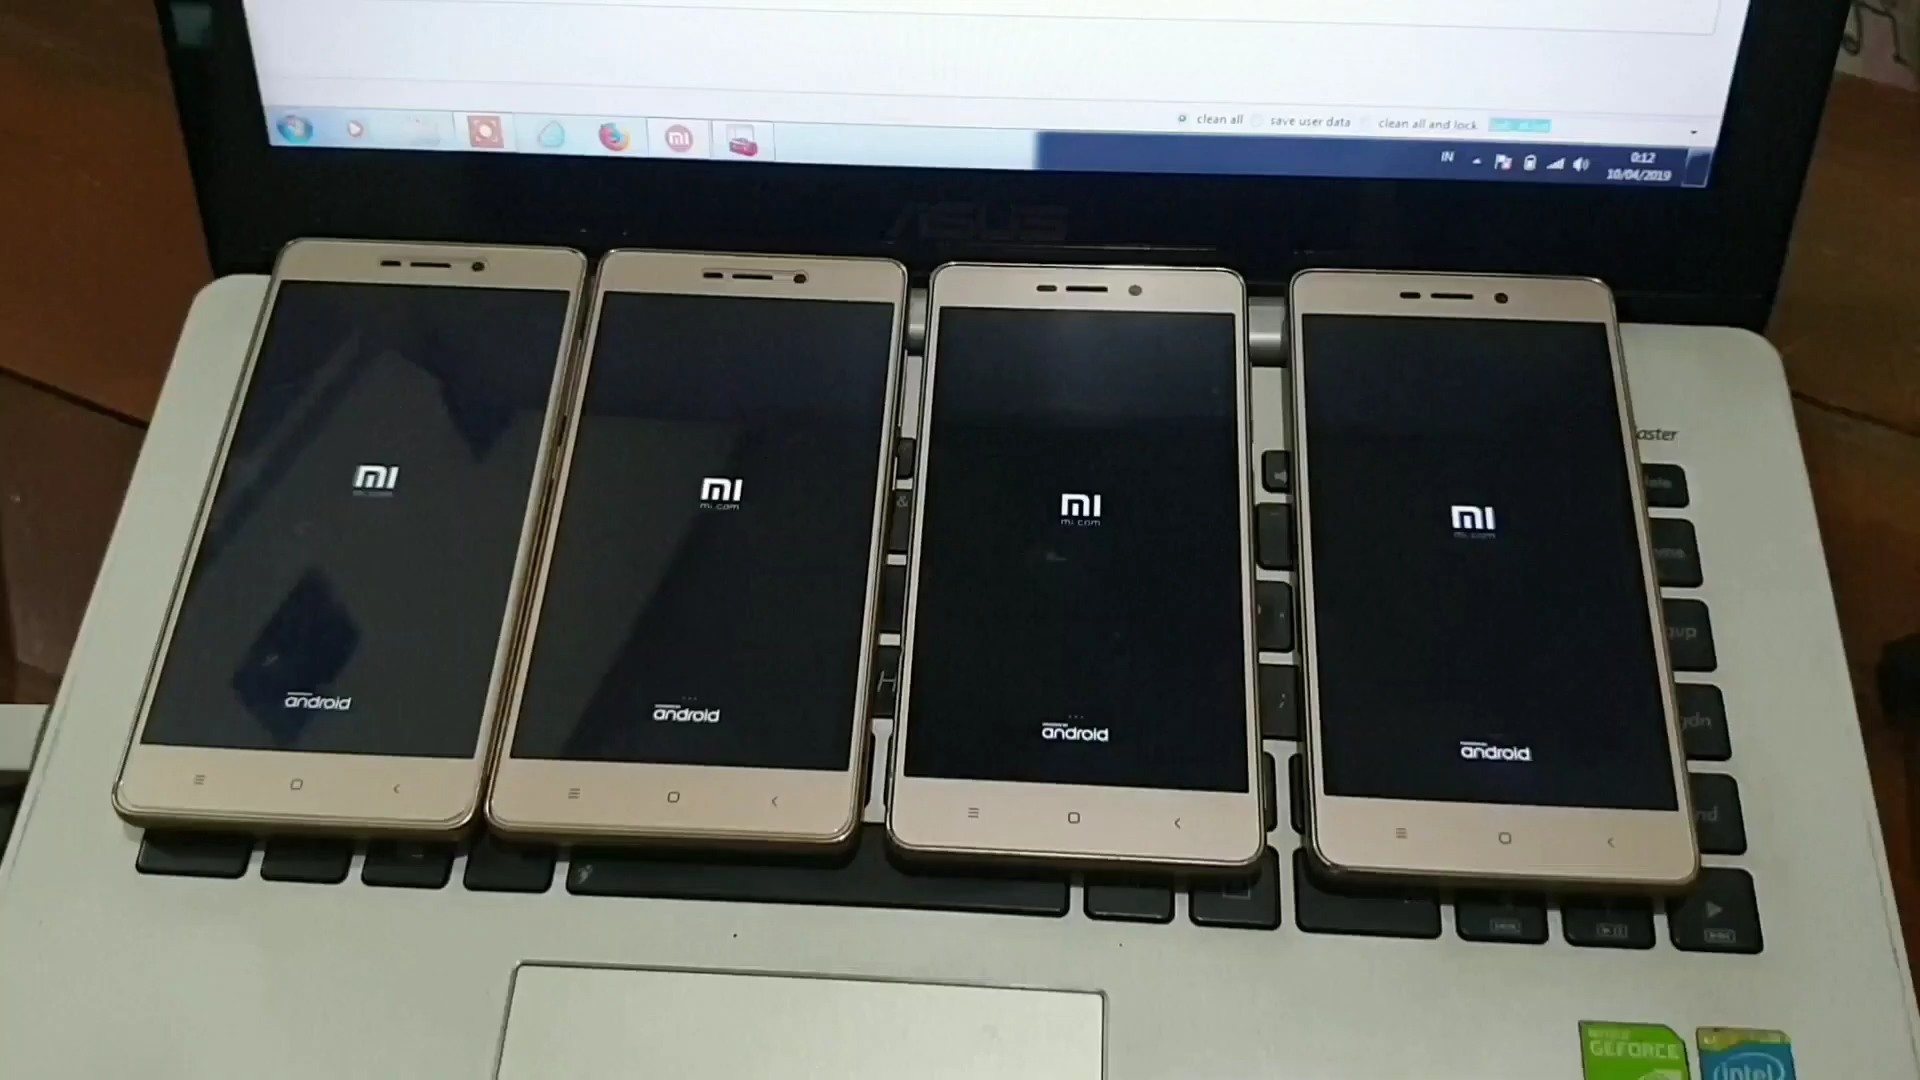 clean all save user data clean all and lock
IN
0:12
10/04/2019
ASUS
mi
mi.com
android
mi
mi.com
android
mi
mi.com
android
mi
mi.com
android
&
H
GEFORCE
intel